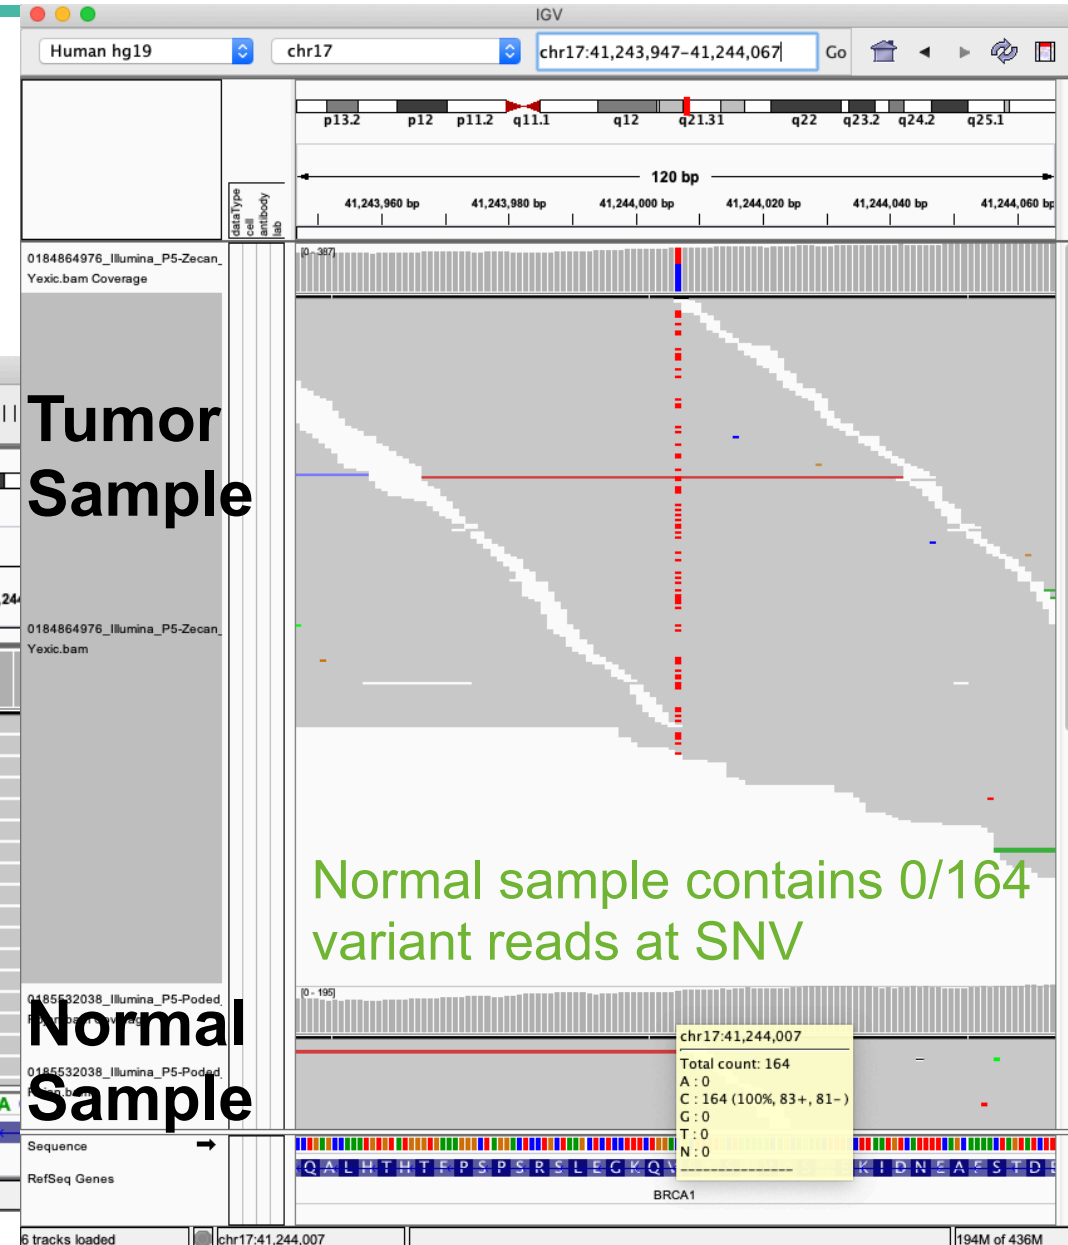 IGV
Human hg19
chr17
chr17:41,243,947-41,244,067
Go
p13.2 p12 p11.2 q11.1 q12 q21.31 q22 q23.2 q24.2 q25.1
120 bp
41,243,960 bp 41,243,980 bp 41,244,000 bp 41,244,020 bp 41,244,040 bp 41,244,060 bp
dataType
cell
antibody
lab
0184864976_Illumina_P5-Zecan_
Yexic.bam Coverage
[0 - 387]
Tumor
Sample
0184864976_Illumina_P5-Zecan_
Yexic.bam
Normal sample contains 0/164
variant reads at SNV
0185532038_Illumina_P5-Poded_
[0 - 195]
Normal
Sample
0185532038_Illumina_P5-Poded_
chr17:41,244,007
Total count: 164
A : 0
C : 164 (100%, 83+, 81- )
G : 0
T : 0
N : 0
---------------
Sequence
RefSeq Genes
Q A L H T H T E P S P S R S L E G K Q
K I D N E A E S T D
BRCA1
6 tracks loaded
chr17:41,244,007
194M of 436M